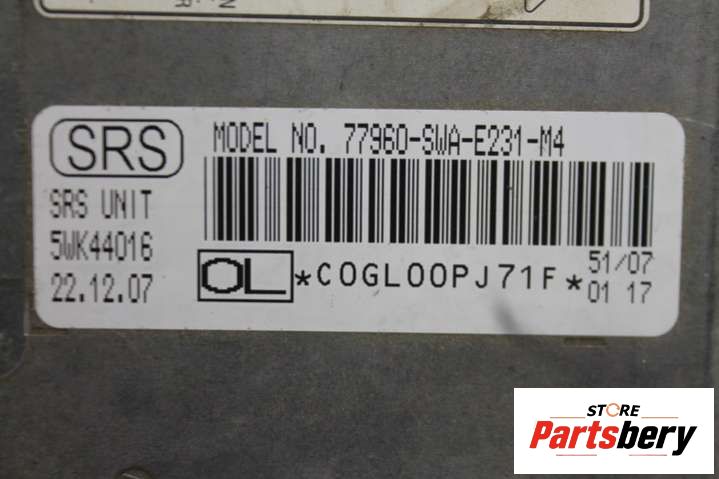 SRS
MODEL NO. 77960-SWA-E231-M4
SRS UNIT
5WK44016
22.12.07
OL *C0GL00PJ71F*
51/07
01 17
STORE
Partsbery